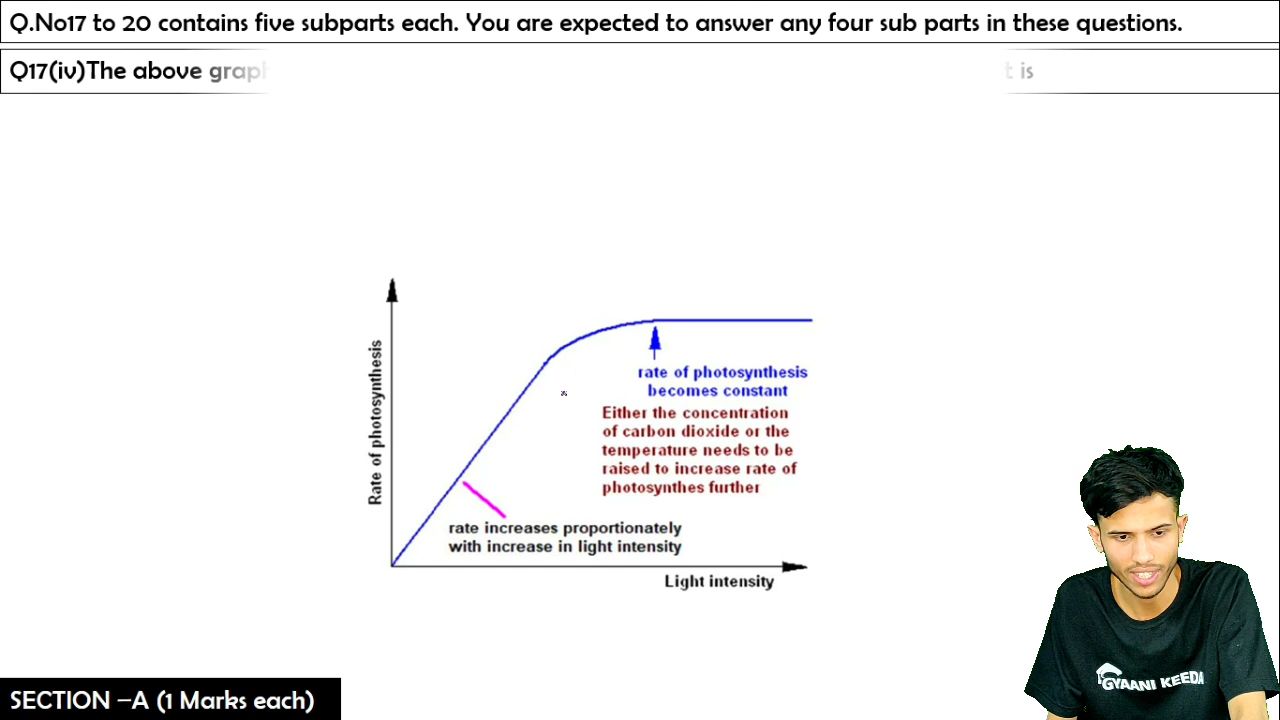 Q.No17 to 20 contains five subparts each. You are expected to answer any four sub parts in these questions.
Q17(iv)The above graph is
Rate of photosynthesis
rate of photosynthesis
becomes constant
Either the concentration
of carbon dioxide or the
temperature needs to be
raised to increase rate of
photosynthes further
rate increases proportionately
with increase in light intensity
Light intensity
GYAANI KEEDA
SECTION –A (1 Marks each)